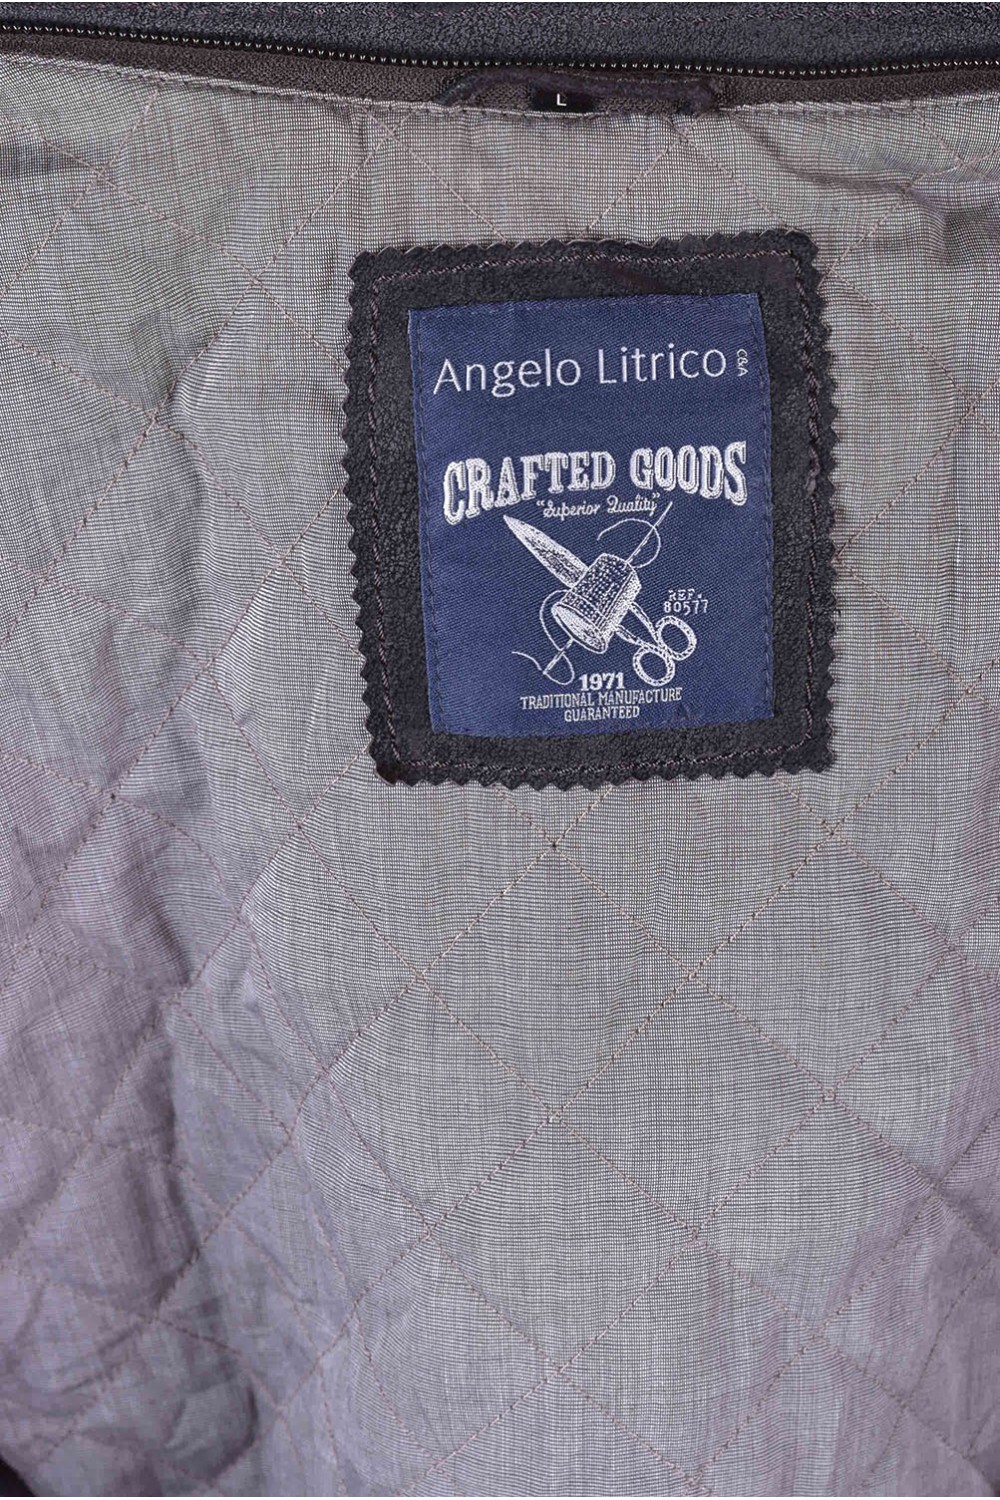 L
Angelo Litrico C&A
CRAFTED GOODS
"Superior Quality"
REF.
80577
1971
TRADITIONAL MANUFACTURE
GUARANTEED